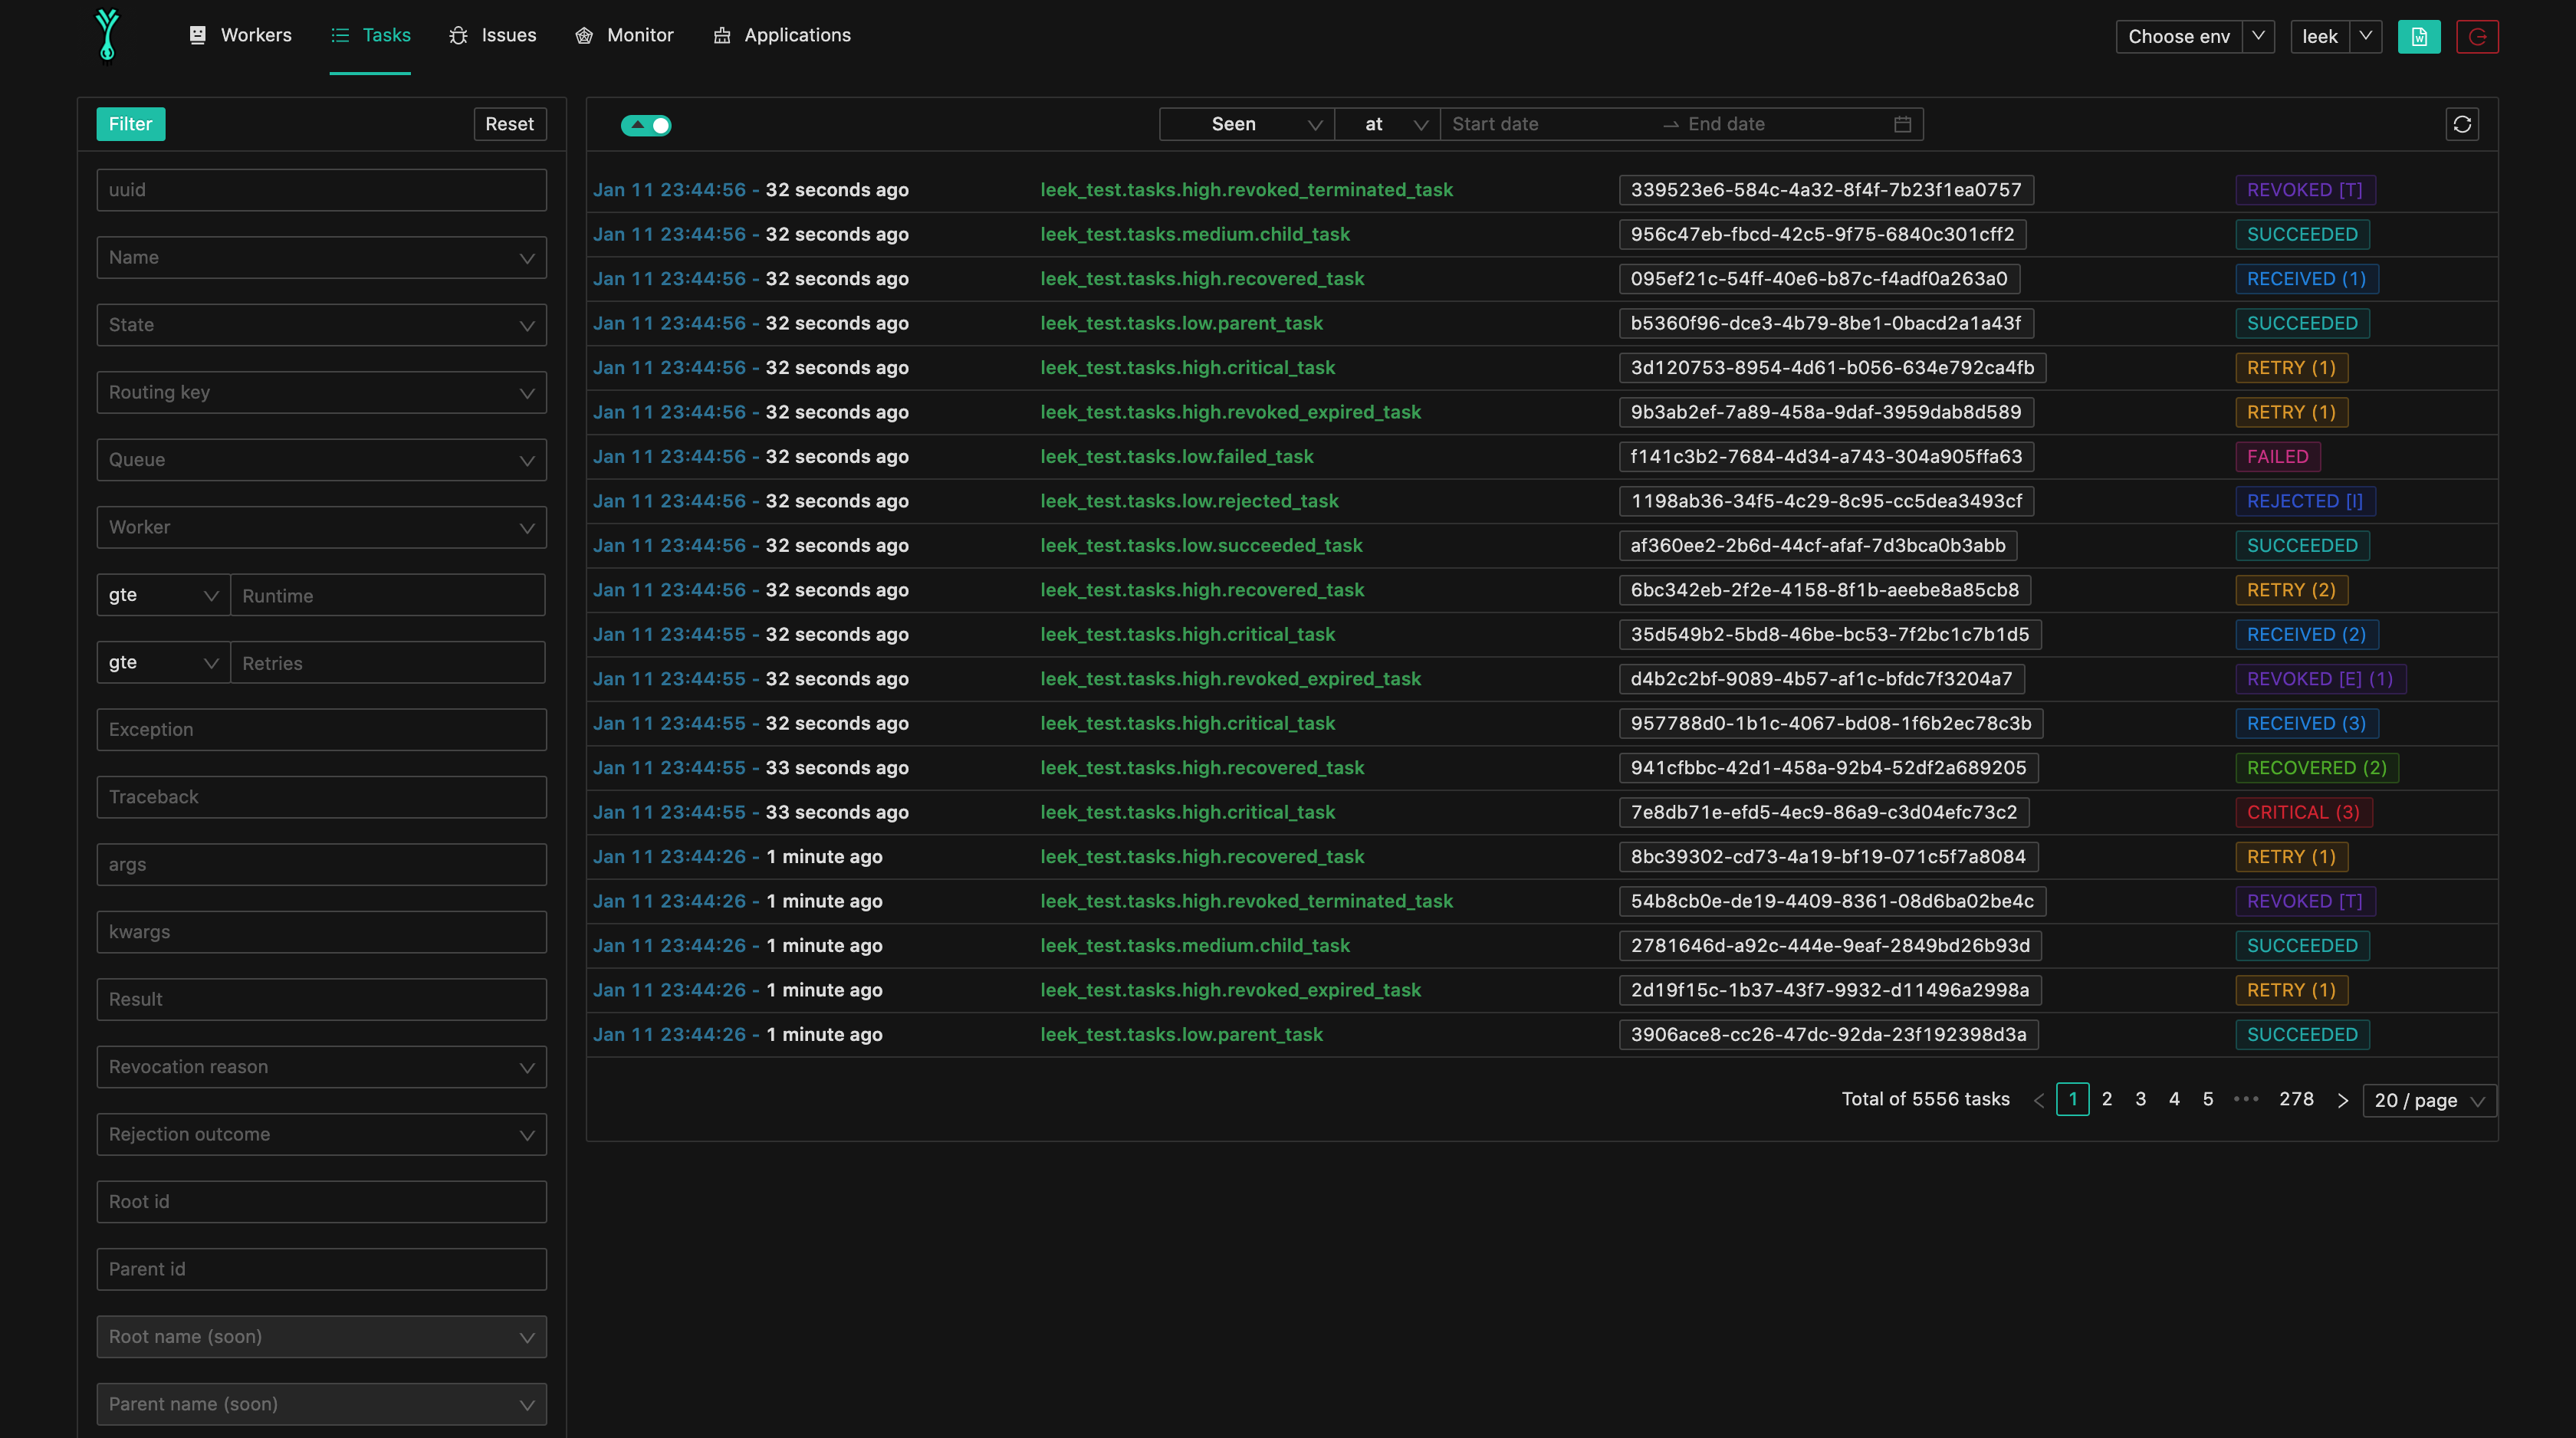 Workers Tasks Issues Monitor Applications Choose env leek
Filter Reset
uuid
Name
State
Routing key
Queue
Worker
gte Runtime
gte Retries
Exception
Traceback
args
kwargs
Result
Revocation reason
Rejection outcome
Root id
Parent id
Root name (soon)
Parent name (soon)
Seen at Start date → End date
Jan 11 23:44:56 - 32 seconds ago leek_test.tasks.high.revoked_terminated_task 339523e6-584c-4a32-8f4f-7b23f1ea0757 REVOKED [T]
Jan 11 23:44:56 - 32 seconds ago leek_test.tasks.medium.child_task 956c47eb-fbcd-42c5-9f75-6840c301cff2 SUCCEEDED
Jan 11 23:44:56 - 32 seconds ago leek_test.tasks.high.recovered_task 095ef21c-54ff-40e6-b87c-f4adf0a263a0 RECEIVED (1)
Jan 11 23:44:56 - 32 seconds ago leek_test.tasks.low.parent_task b5360f96-dce3-4b79-8be1-0bacd2a1a43f SUCCEEDED
Jan 11 23:44:56 - 32 seconds ago leek_test.tasks.high.critical_task 3d120753-8954-4d61-b056-634e792ca4fb RETRY (1)
Jan 11 23:44:56 - 32 seconds ago leek_test.tasks.high.revoked_expired_task 9b3ab2ef-7a89-458a-9daf-3959dab8d589 RETRY (1)
Jan 11 23:44:56 - 32 seconds ago leek_test.tasks.low.failed_task f141c3b2-7684-4d34-a743-304a905ffa63 FAILED
Jan 11 23:44:56 - 32 seconds ago leek_test.tasks.low.rejected_task 1198ab36-34f5-4c29-8c95-cc5dea3493cf REJECTED [I]
Jan 11 23:44:56 - 32 seconds ago leek_test.tasks.low.succeeded_task af360ee2-2b6d-44cf-afaf-7d3bca0b3abb SUCCEEDED
Jan 11 23:44:56 - 32 seconds ago leek_test.tasks.high.recovered_task 6bc342eb-2f2e-4158-8f1b-aeebe8a85cb8 RETRY (2)
Jan 11 23:44:55 - 32 seconds ago leek_test.tasks.high.critical_task 35d549b2-5bd8-46be-bc53-7f2bc1c7b1d5 RECEIVED (2)
Jan 11 23:44:55 - 32 seconds ago leek_test.tasks.high.revoked_expired_task d4b2c2bf-9089-4b57-af1c-bfdc7f3204a7 REVOKED [E] (1)
Jan 11 23:44:55 - 32 seconds ago leek_test.tasks.high.critical_task 957788d0-1b1c-4067-bd08-1f6b2ec78c3b RECEIVED (3)
Jan 11 23:44:55 - 33 seconds ago leek_test.tasks.high.recovered_task 941cfbbc-42d1-458a-92b4-52df2a689205 RECOVERED (2)
Jan 11 23:44:55 - 33 seconds ago leek_test.tasks.high.critical_task 7e8db71e-efd5-4ec9-86a9-c3d04efc73c2 CRITICAL (3)
Jan 11 23:44:26 - 1 minute ago leek_test.tasks.high.recovered_task 8bc39302-cd73-4a19-bf19-071c5f7a8084 RETRY (1)
Jan 11 23:44:26 - 1 minute ago leek_test.tasks.high.revoked_terminated_task 54b8cb0e-de19-4409-8361-08d6ba02be4c REVOKED [T]
Jan 11 23:44:26 - 1 minute ago leek_test.tasks.medium.child_task 2781646d-a92c-444e-9eaf-2849bd26b93d SUCCEEDED
Jan 11 23:44:26 - 1 minute ago leek_test.tasks.high.revoked_expired_task 2d19f15c-1b37-43f7-9932-d11496a2998a RETRY (1)
Jan 11 23:44:26 - 1 minute ago leek_test.tasks.low.parent_task 3906ace8-cc26-47dc-92da-23f192398d3a SUCCEEDED
Total of 5556 tasks < 1 2 3 4 5 ••• 278 > 20 / page